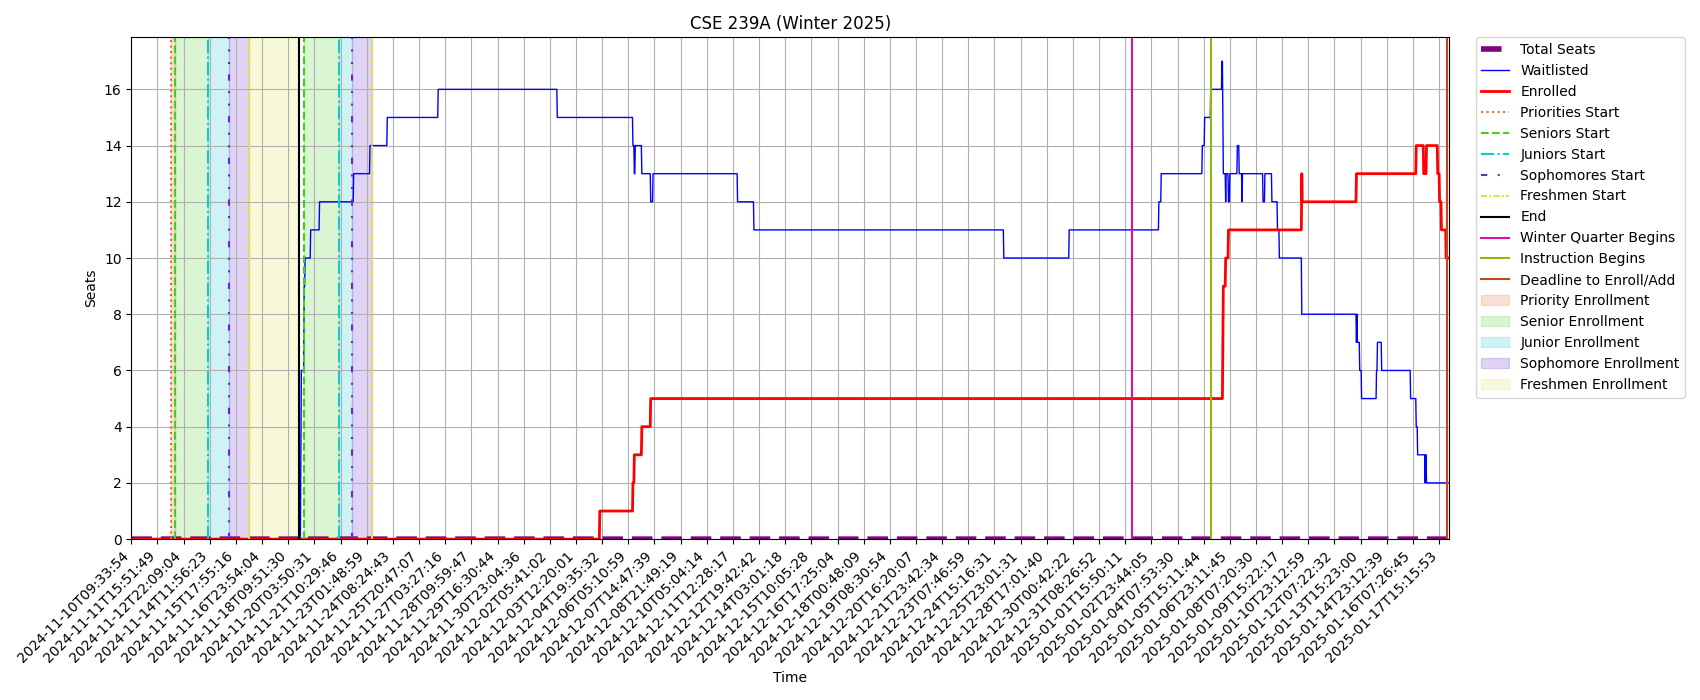 CSE 239A (Winter 2025)
Total Seats
Waitlisted
Enrolled
Priorities Start
Seniors Start
Juniors Start
Sophomores Start
Freshmen Start
End
Winter Quarter Begins
Instruction Begins
Deadline to Enroll/Add
Priority Enrollment
Senior Enrollment
Junior Enrollment
Sophomore Enrollment
Freshmen Enrollment
Seats
16
14
12
10
8
6
4
2
0
2024-11-10T09:33:54
2024-11-11T15:51:49
2024-11-12T22:09:04
2024-11-14T11:56:23
2024-11-15T17:55:16
2024-11-16T23:54:04
2024-11-18T09:51:30
2024-11-20T03:50:31
2024-11-21T10:29:46
2024-11-23T01:48:59
2024-11-24T08:24:43
2024-11-25T20:47:07
2024-11-27T03:27:16
2024-11-28T09:59:47
2024-11-29T16:30:44
2024-11-30T23:04:36
2024-12-02T05:41:02
2024-12-03T12:20:01
2024-12-04T19:35:32
2024-12-06T05:10:59
2024-12-07T14:47:39
2024-12-08T21:49:19
2024-12-10T05:04:14
2024-12-11T12:28:17
2024-12-12T19:42:42
2024-12-14T03:01:18
2024-12-15T10:05:28
2024-12-16T17:25:04
2024-12-18T00:48:09
2024-12-19T08:30:54
2024-12-20T16:20:07
2024-12-21T23:42:34
2024-12-23T07:46:59
2024-12-24T15:16:31
2024-12-25T23:01:31
2024-12-28T17:01:40
2024-12-30T00:42:22
2024-12-31T08:26:52
2025-01-01T15:50:11
2025-01-02T23:44:05
2025-01-04T07:53:30
2025-01-05T15:11:44
2025-01-06T23:11:45
2025-01-08T07:20:30
2025-01-09T15:22:17
2025-01-10T23:12:59
2025-01-12T07:22:32
2025-01-13T15:23:00
2025-01-14T23:12:39
2025-01-16T07:26:45
2025-01-17T15:15:53
Time